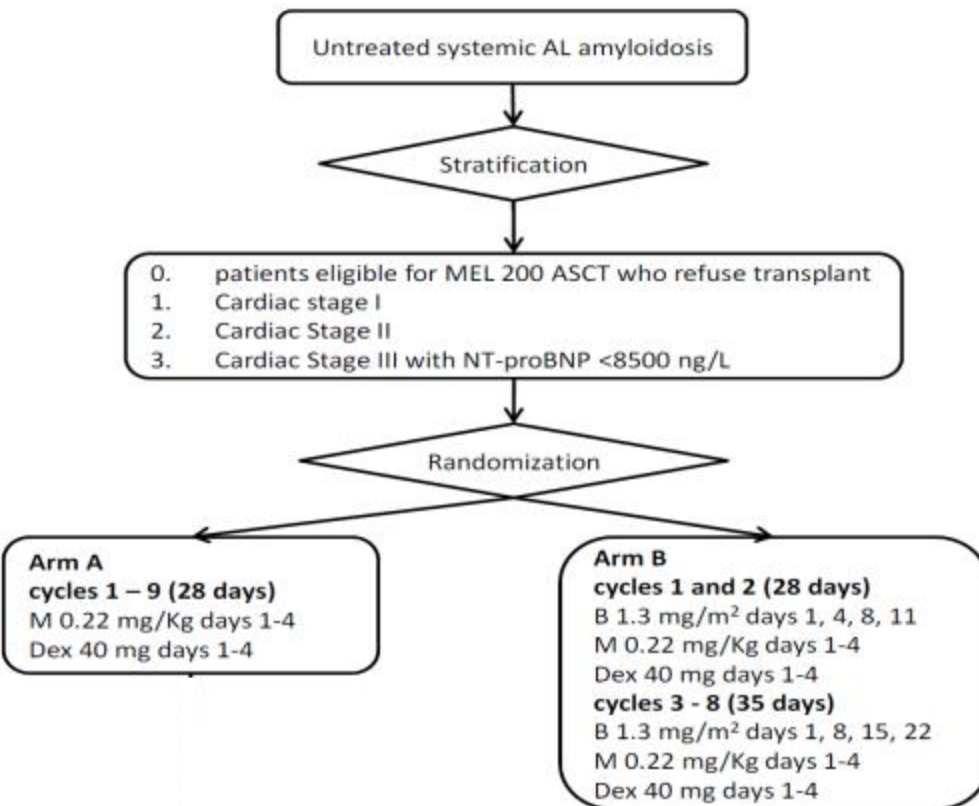 Untreated systemic AL amyloidosis
Stratification
0. patients eligible for MEL 200 ASCT who refuse transplant
1. Cardiac stage I
2. Cardiac Stage II
3. Cardiac Stage III with NT-proBNP <8500 ng/L
Randomization
Arm A
cycles 1 – 9 (28 days)
M 0.22 mg/Kg days 1-4
Dex 40 mg days 1-4
Arm B
cycles 1 and 2 (28 days)
B 1.3 mg/m² days 1, 4, 8, 11
M 0.22 mg/Kg days 1-4
Dex 40 mg days 1-4
cycles 3 - 8 (35 days)
B 1.3 mg/m² days 1, 8, 15, 22
M 0.22 mg/Kg days 1-4
Dex 40 mg days 1-4